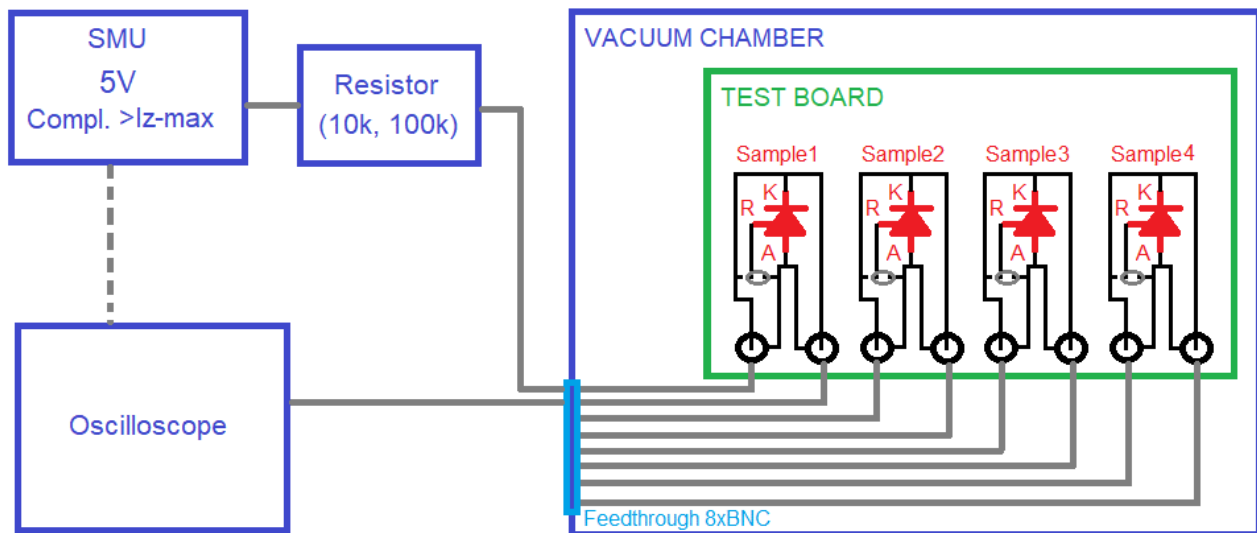 SMU
5V
Compl. >Iz-max
Resistor
(10k, 100k)
Oscilloscope
VACUUM CHAMBER
TEST BOARD
Sample1
K
R
A
Sample2
K
R
A
Sample3
K
R
A
Sample4
K
R
A
Feedthrough 8xBNC